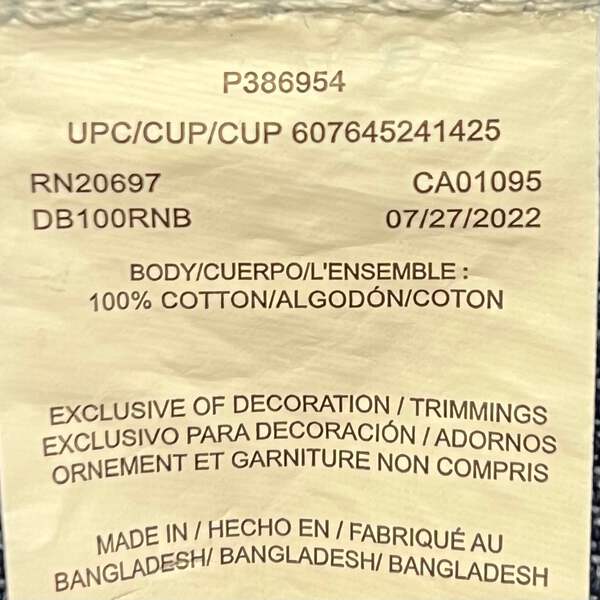 P386954
UPC/CUP/CUP 607645241425
RN20697 CA01095
DB100RNB 07/27/2022
BODY/CUERPO/L'ENSEMBLE :
100% COTTON/ALGODÓN/COTON
EXCLUSIVE OF DECORATION / TRIMMINGS
EXCLUSIVO PARA DECORACIÓN / ADORNOS
ORNEMENT ET GARNITURE NON COMPRIS
MADE IN / HECHO EN / FABRIQUÉ AU
BANGLADESH/ BANGLADESH/ BANGLADESH